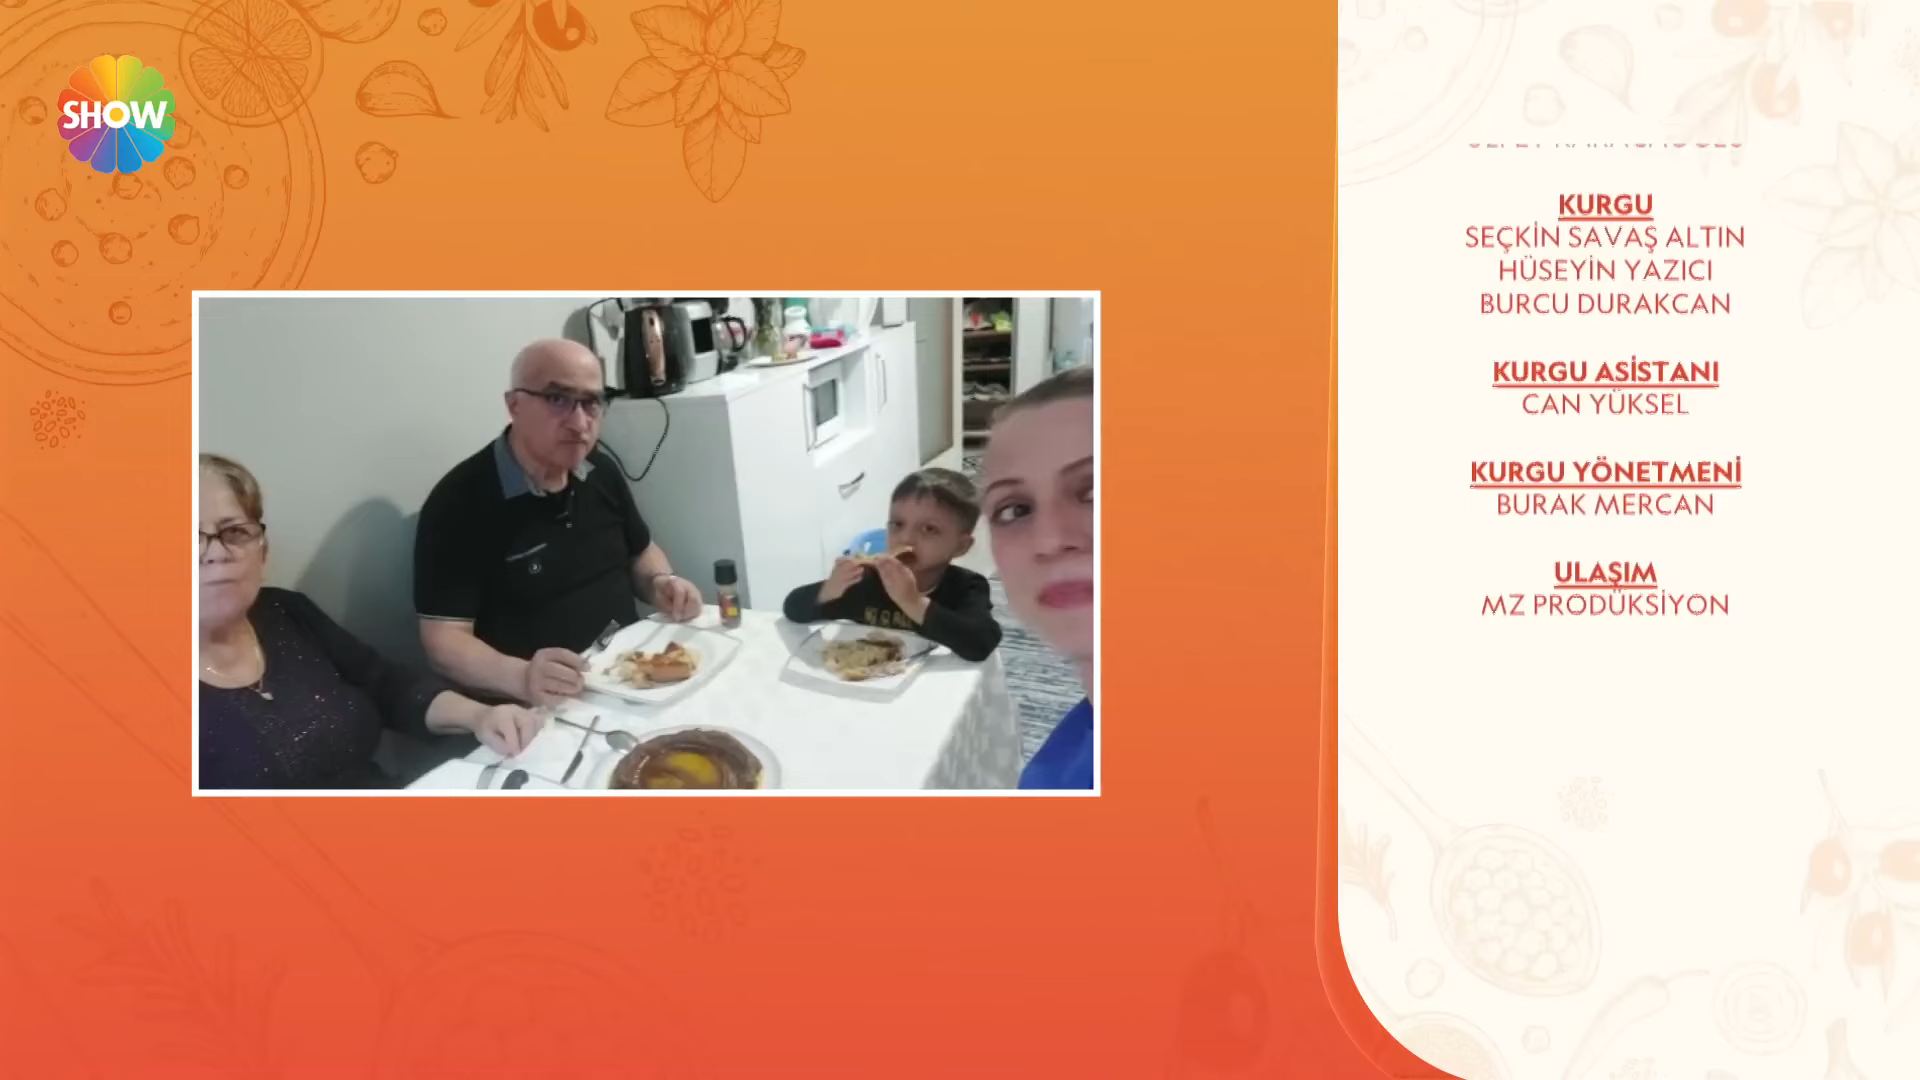 SHOW
KURGU
SEÇKİN SAVAŞ ALTIN
HÜSEYİN YAZICI
BURCU DURAKCAN
KURGU ASİSTANI
CAN YÜKSEL
KURGU YÖNETMENİ
BURAK MERCAN
ULAŞIM
MZ PRODÜKSİYON